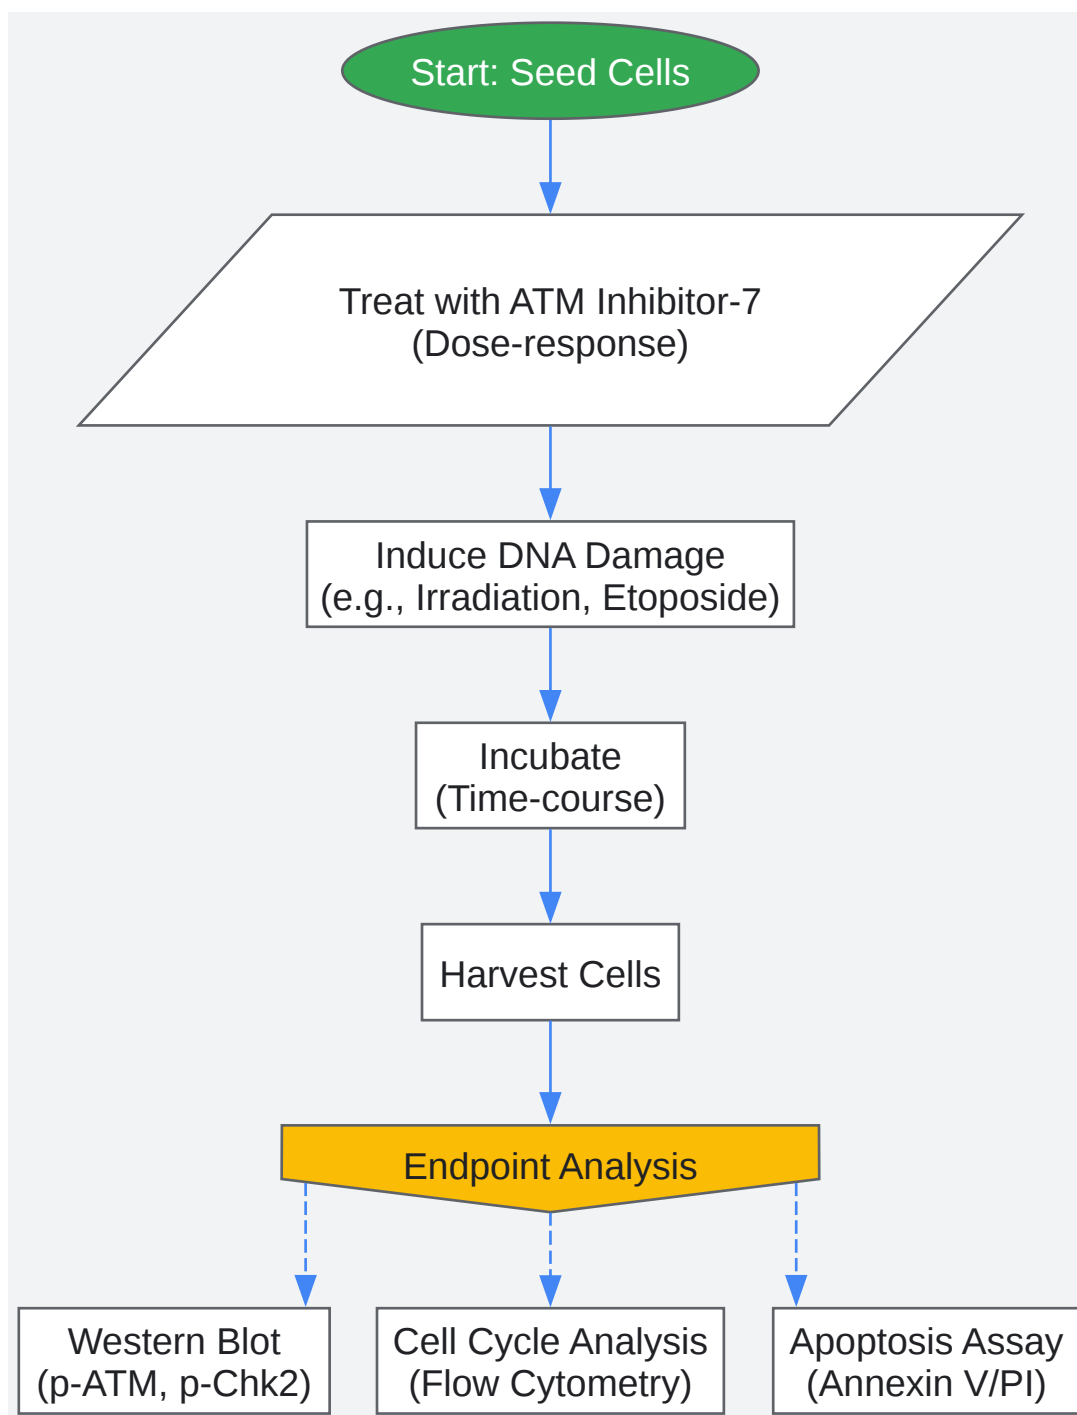 Start: Seed Cells
Treat with ATM Inhibitor-7
(Dose-response)
Induce DNA Damage
(e.g., Irradiation, Etoposide)
Incubate
(Time-course)
Harvest Cells
Endpoint Analysis
Western Blot
(p-ATM, p-Chk2)
Cell Cycle Analysis
(Flow Cytometry)
Apoptosis Assay
(Annexin V/PI)